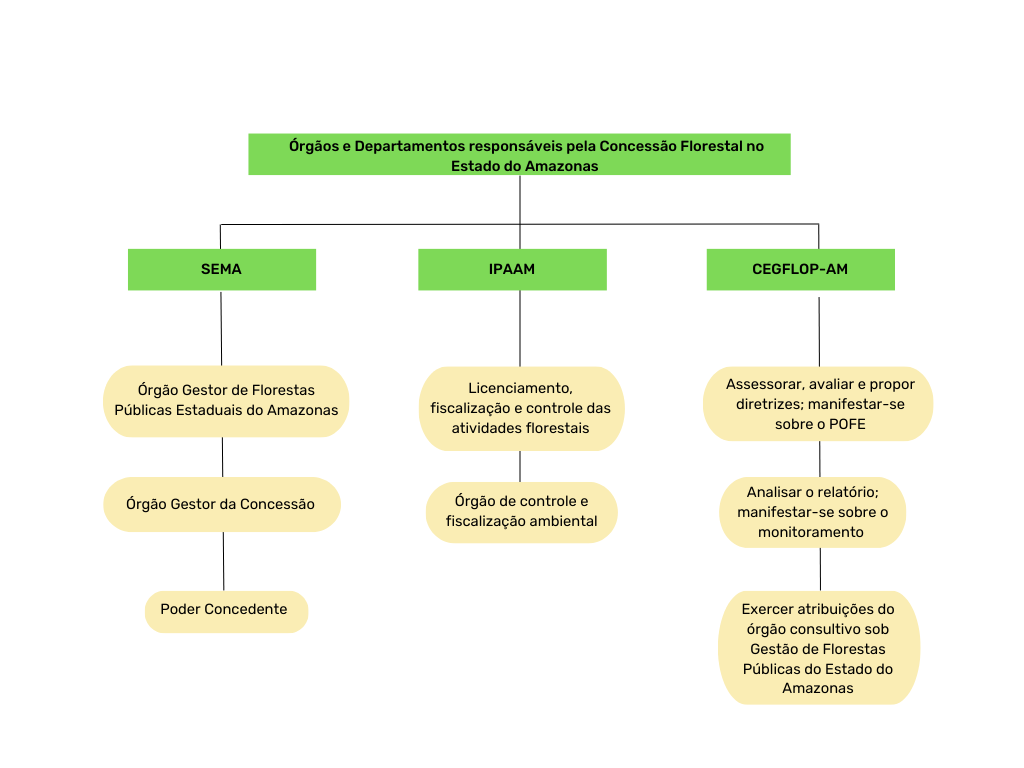 Órgãos e Departamentos responsáveis pela Concessão Florestal no
Estado do Amazonas
SEMA
IPAAM
CEGFLOP-AM
Órgão Gestor de Florestas
Públicas Estaduais do Amazonas
Órgão Gestor da Concessão
Poder Concedente
Licenciamento,
fiscalização e controle das
atividades florestais
Órgão de controle e
fiscalização ambiental
Assessorar, avaliar e propor
diretrizes; manifestar-se
sobre o POFE
Analisar o relatório;
manifestar-se sobre o
monitoramento
Exercer atribuições do
órgão consultivo sob
Gestão de Florestas
Públicas do Estado do
Amazonas